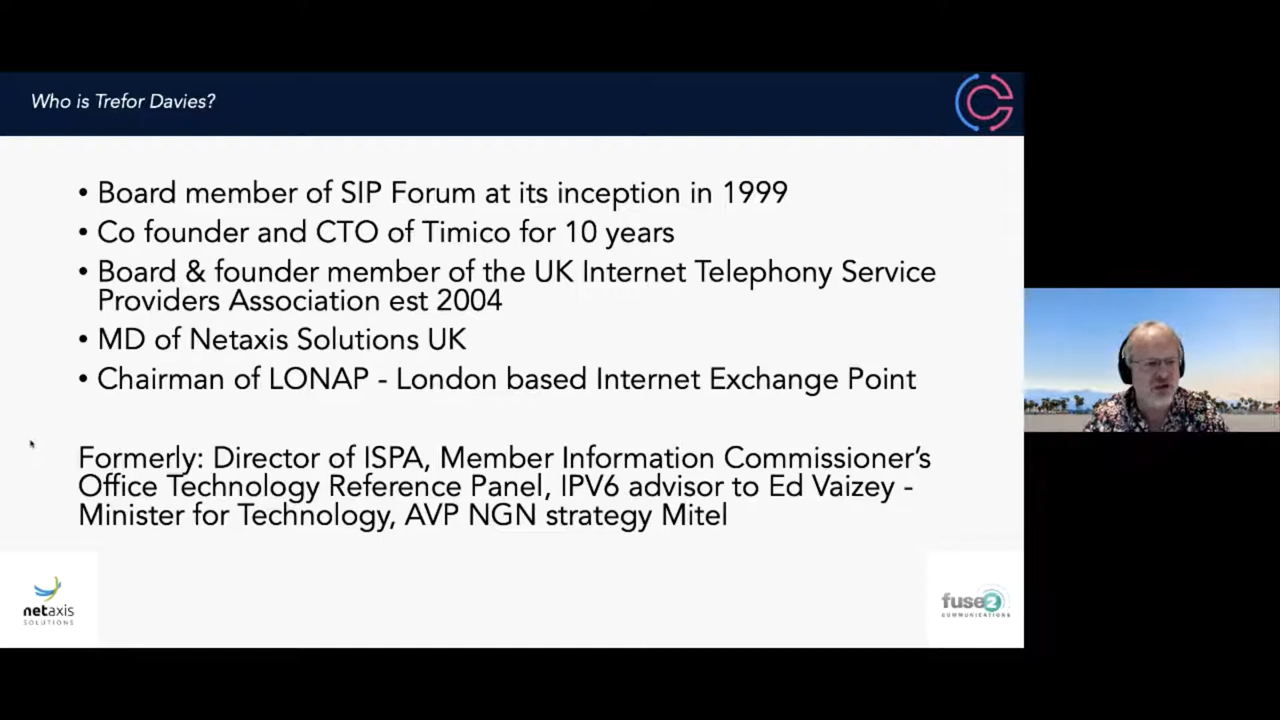 Who is Trefor Davies?
• Board member of SIP Forum at its inception in 1999
• Co founder and CTO of Timico for 10 years
• Board & founder member of the UK Internet Telephony Service
Providers Association est 2004
• MD of Netaxis Solutions UK
• Chairman of LONAP - London based Internet Exchange Point
Formerly: Director of ISPA, Member Information Commissioner’s
Office Technology Reference Panel, IPV6 advisor to Ed Vaizey -
Minister for Technology, AVP NGN strategy Mitel
netaxis
SOLUTIONS
fuse2
COMMUNICATIONS